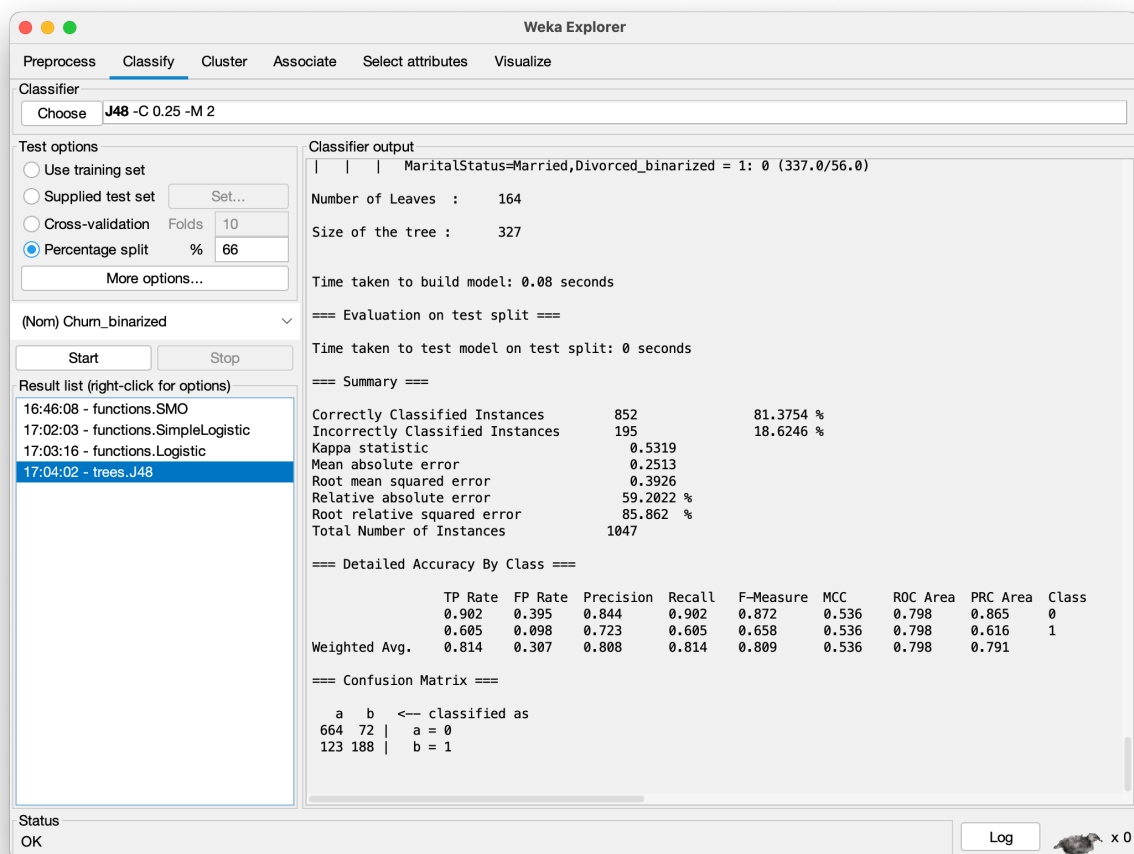 Weka Explorer
Preprocess Classify Cluster Associate Select attributes Visualize
Classifier
Choose J48 -C 0.25 -M 2
Test options
Use training set
Supplied test set Set...
Cross-validation Folds 10
Percentage split % 66
More options...
(Nom) Churn_binarized
Start Stop
Result list (right-click for options)
16:46:08 - functions.SMO
17:02:03 - functions.SimpleLogistic
17:03:16 - functions.Logistic
17:04:02 - trees.J48
Classifier output
| | | MaritalStatus=Married,Divorced_binarized = 1: 0 (337.0/56.0)
Number of Leaves : 164
Size of the tree : 327
Time taken to build model: 0.08 seconds
=== Evaluation on test split ===
Time taken to test model on test split: 0 seconds
=== Summary ===
Correctly Classified Instances 852 81.3754 %
Incorrectly Classified Instances 195 18.6246 %
Kappa statistic 0.5319
Mean absolute error 0.2513
Root mean squared error 0.3926
Relative absolute error 59.2022 %
Root relative squared error 85.862 %
Total Number of Instances 1047
=== Detailed Accuracy By Class ===
TP Rate FP Rate Precision Recall F-Measure MCC ROC Area PRC Area Class
0.902 0.395 0.844 0.902 0.872 0.536 0.798 0.865 0
0.605 0.098 0.723 0.605 0.658 0.536 0.798 0.616 1
Weighted Avg. 0.814 0.307 0.808 0.814 0.809 0.536 0.798 0.791
=== Confusion Matrix ===
a b <-- classified as
664 72 | a = 0
123 188 | b = 1
Status
OK
Log x 0